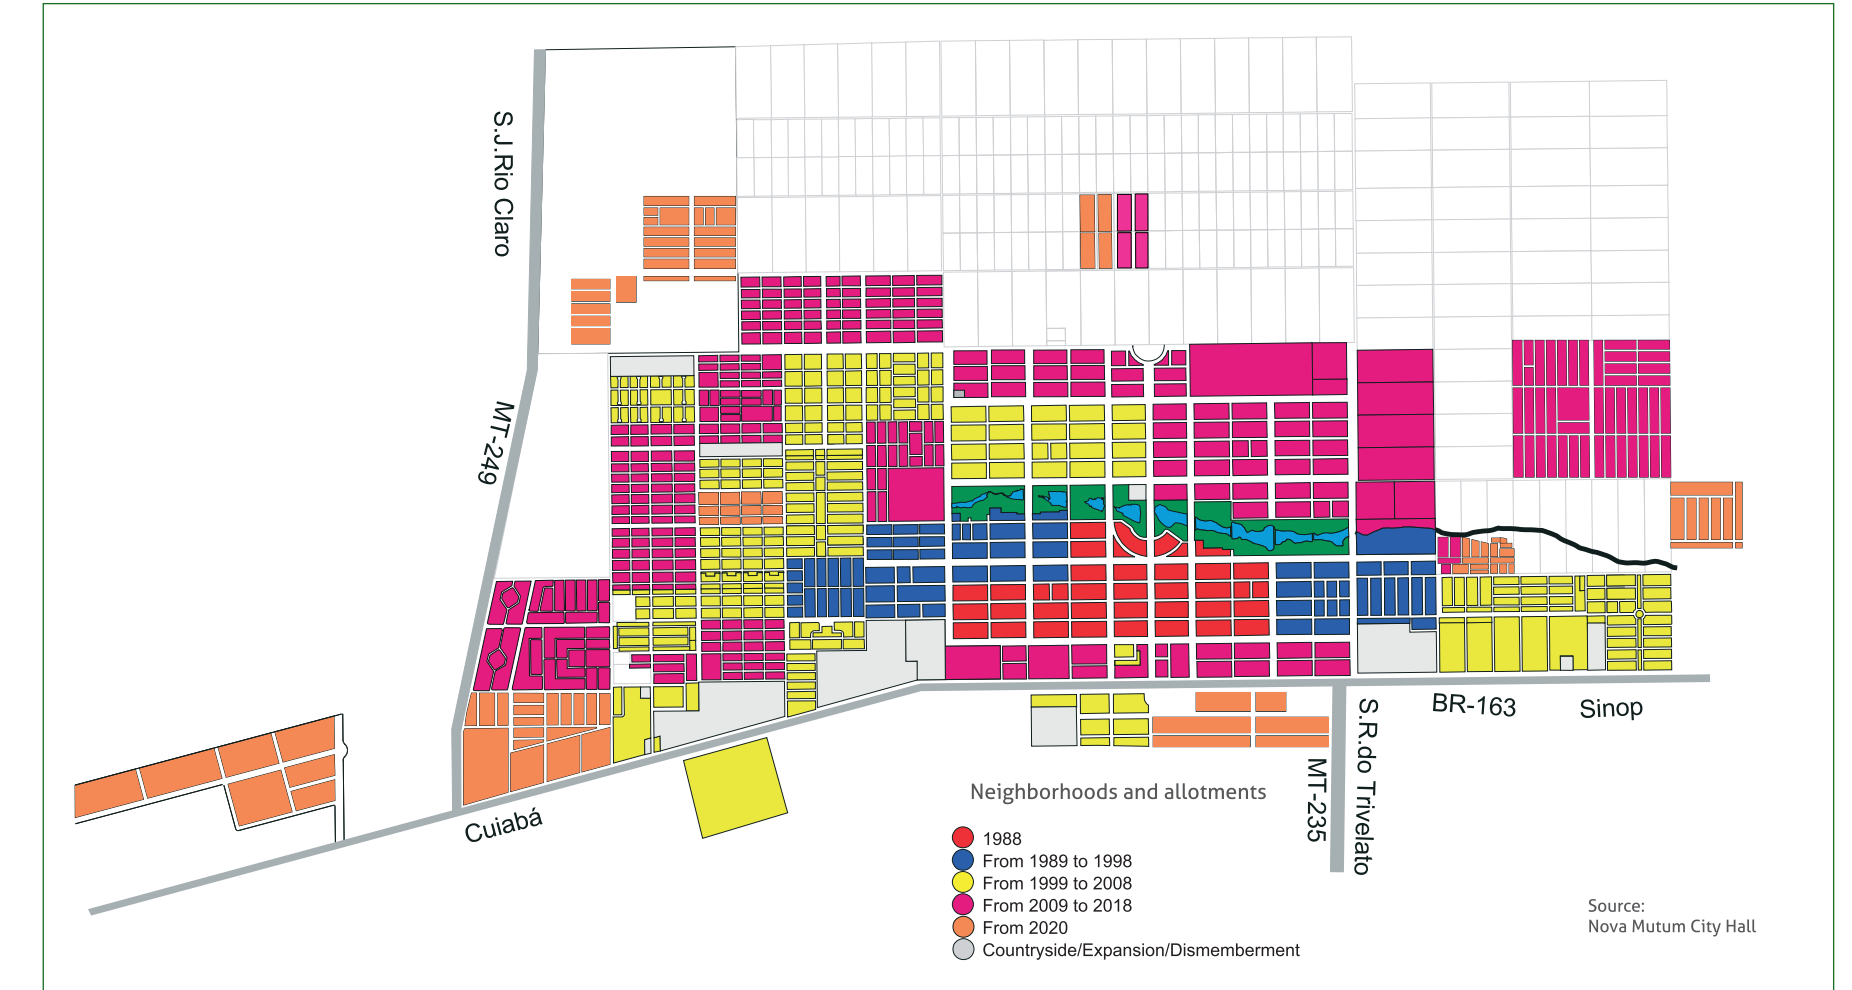 S.J.Rio Claro
MT-249
Cuiabá
BR-163
Sinop
MT-235
S.R.do Trivelato
Neighborhoods and allotments
1988
From 1989 to 1998
From 1999 to 2008
From 2009 to 2018
From 2020
Countryside/Expansion/Dismemberment
Source:
Nova Mutum City Hall